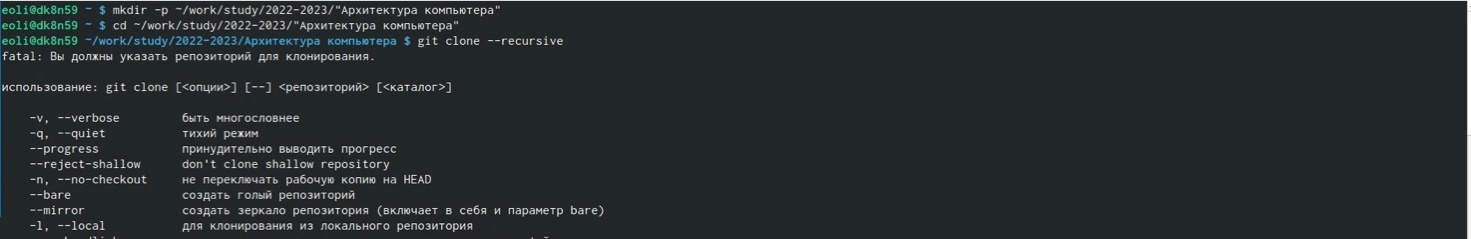 eoli@dk8n59 ~ $ mkdir -p ~/work/study/2022-2023/"Архитектура компьютера"
eoli@dk8n59 ~ $ cd ~/work/study/2022-2023/"Архитектура компьютера"
eoli@dk8n59 ~/work/study/2022-2023/Архитектура компьютера $ git clone --recursive
fatal: Вы должны указать репозиторий для клонирования.
использование: git clone [<опции>] [--] <репозиторий> [<каталог>]
-v, --verbose быть многословнее
-q, --quiet тихий режим
--progress принудительно выводить прогресс
--reject-shallow don't clone shallow repository
-n, --no-checkout не переключать рабочую копию на HEAD
--bare создать голый репозиторий
--mirror создать зеркало репозитория (включает в себя и параметр bare)
-l, --local для клонирования из локального репозитория